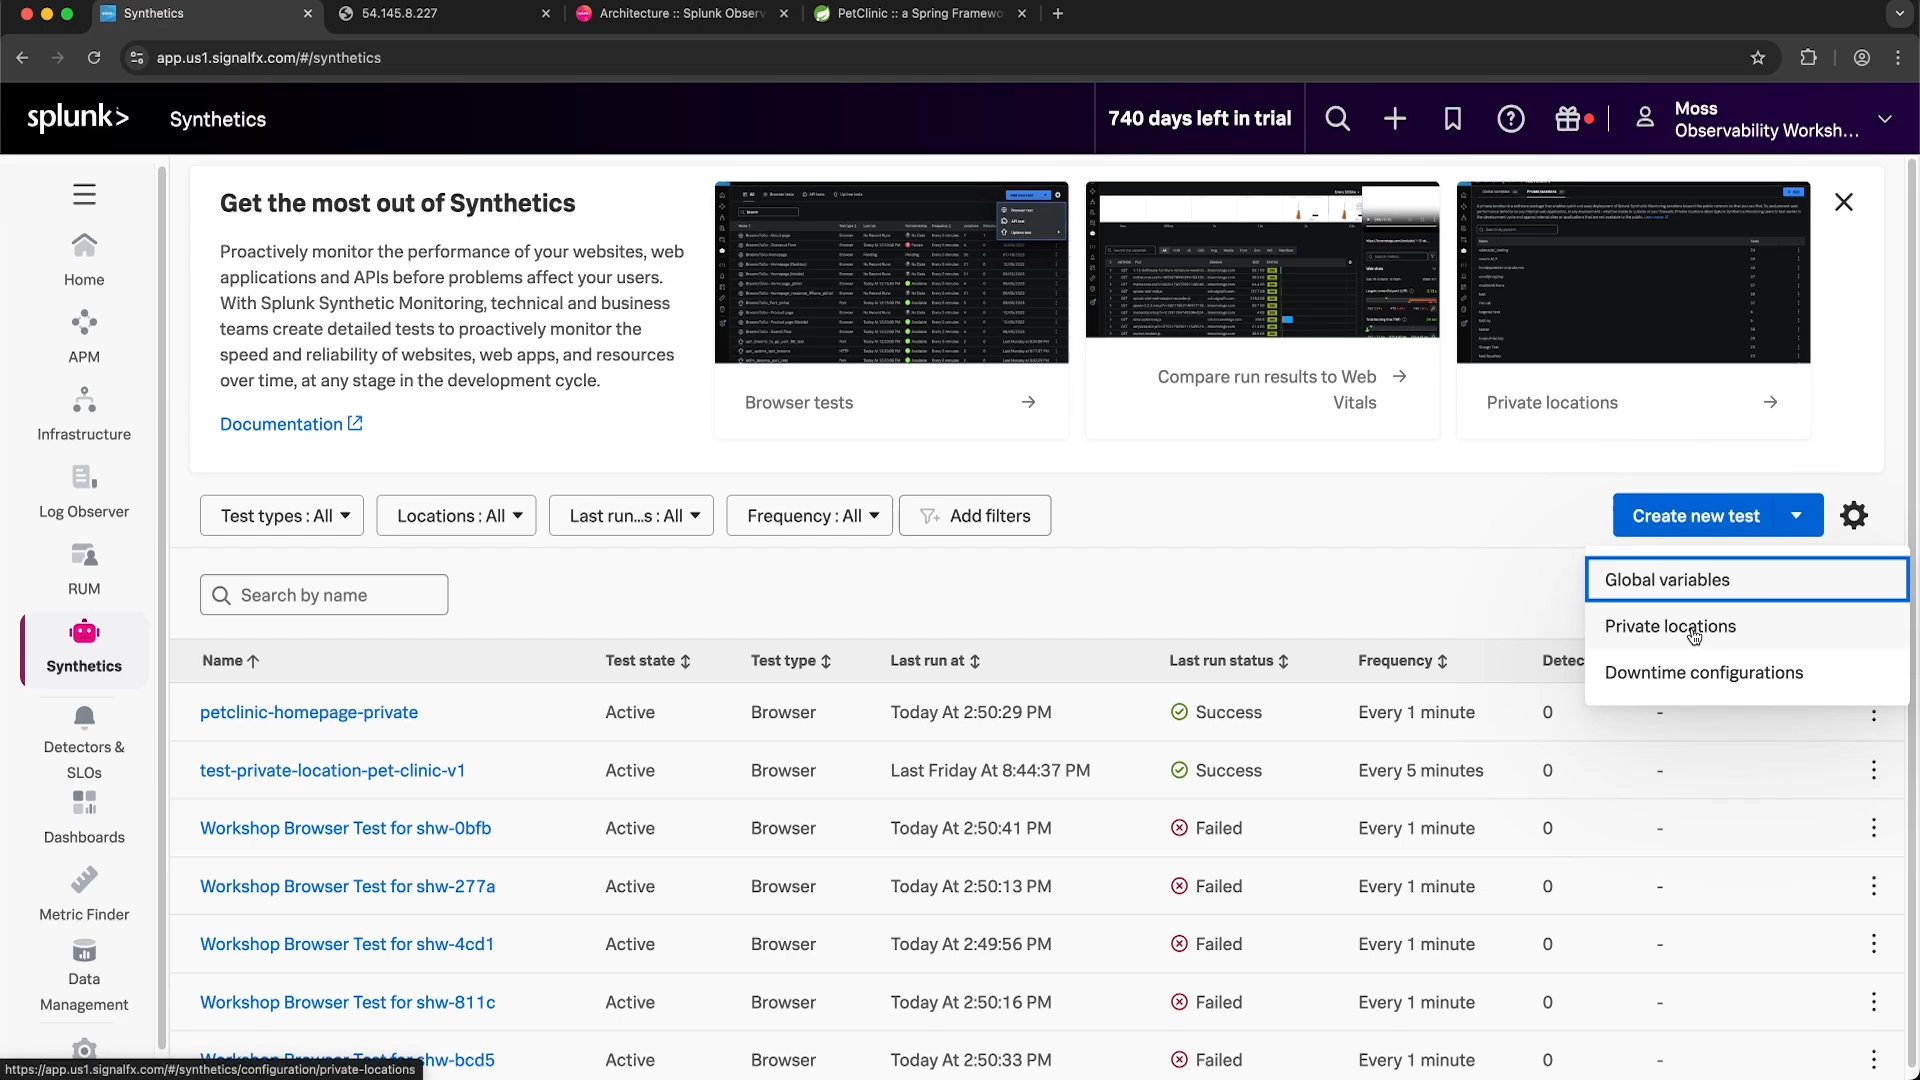 Synthetics
54.145.8.227
Architecture :: Splunk Observ
PetClinic :: a Spring Framewo
app.us1.signalfx.com/#/synthetics
splunk>
Synthetics
740 days left in trial
Moss
Observability Worksh...
Home
APM
Infrastructure
Log Observer
RUM
Synthetics
Detectors &
SLOs
Dashboards
Metric Finder
Data
Management
Get the most out of Synthetics
Proactively monitor the performance of your websites, web
applications and APIs before problems affect your users.
With Splunk Synthetic Monitoring, technical and business
teams create detailed tests to proactively monitor the
speed and reliability of websites, web apps, and resources
over time, at any stage in the development cycle.
Documentation
Browser tests
Compare run results to Web
Vitals
Private locations
Test types : All
Locations : All
Last run...s : All
Frequency : All
Add filters
Create new test
Global variables
Private locations
Downtime configurations
Search by name
Name Test state Test type Last run at Last run status Frequency Detec
petclinic-homepage-private Active Browser Today At 2:50:29 PM Success Every 1 minute 0 -
test-private-location-pet-clinic-v1 Active Browser Last Friday At 8:44:37 PM Success Every 5 minutes 0 -
Workshop Browser Test for shw-0bfb Active Browser Today At 2:50:41 PM Failed Every 1 minute 0 -
Workshop Browser Test for shw-277a Active Browser Today At 2:50:13 PM Failed Every 1 minute 0 -
Workshop Browser Test for shw-4cd1 Active Browser Today At 2:49:56 PM Failed Every 1 minute 0 -
Workshop Browser Test for shw-811c Active Browser Today At 2:50:16 PM Failed Every 1 minute 0 -
Workshop Browser Test for shw-bcd5 Active Browser Today At 2:50:33 PM Failed Every 1 minute 0 -
https://app.us1.signalfx.com/#/synthetics/configuration/private-locations